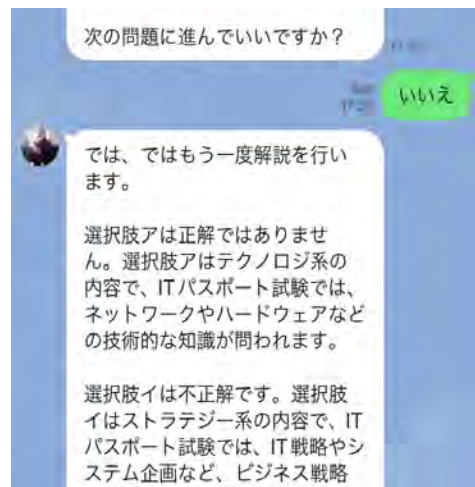 次の問題に進んでいいですか？
いいえ
では、ではもう一度解説を行い
ます。
選択肢アは正解ではありませ
ん。選択肢アはテクノロジ系の
内容で、ITパスポート試験では、
ネットワークやハードウェアなど
の技術的な知識が問われます。
選択肢イは不正解です。選択肢
イはストラテジー系の内容で、IT
パスポート試験では、IT戦略やシ
ステム企画など、ビジネス戦略